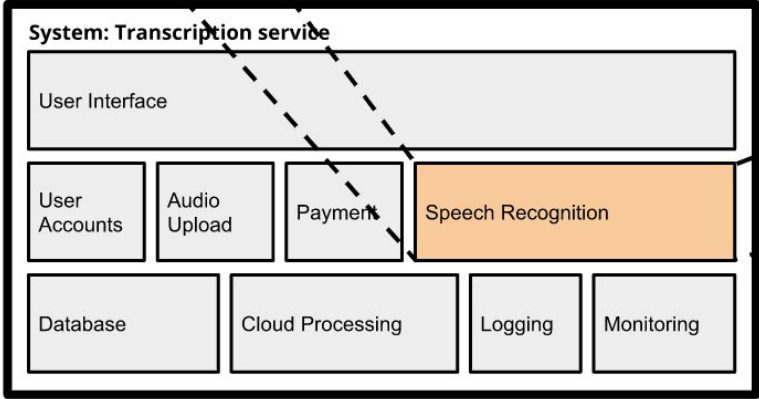 System: Transcription service
User Interface
User
Accounts
Audio
Upload
Payment
Speech Recognition
Database
Cloud Processing
Logging
Monitoring